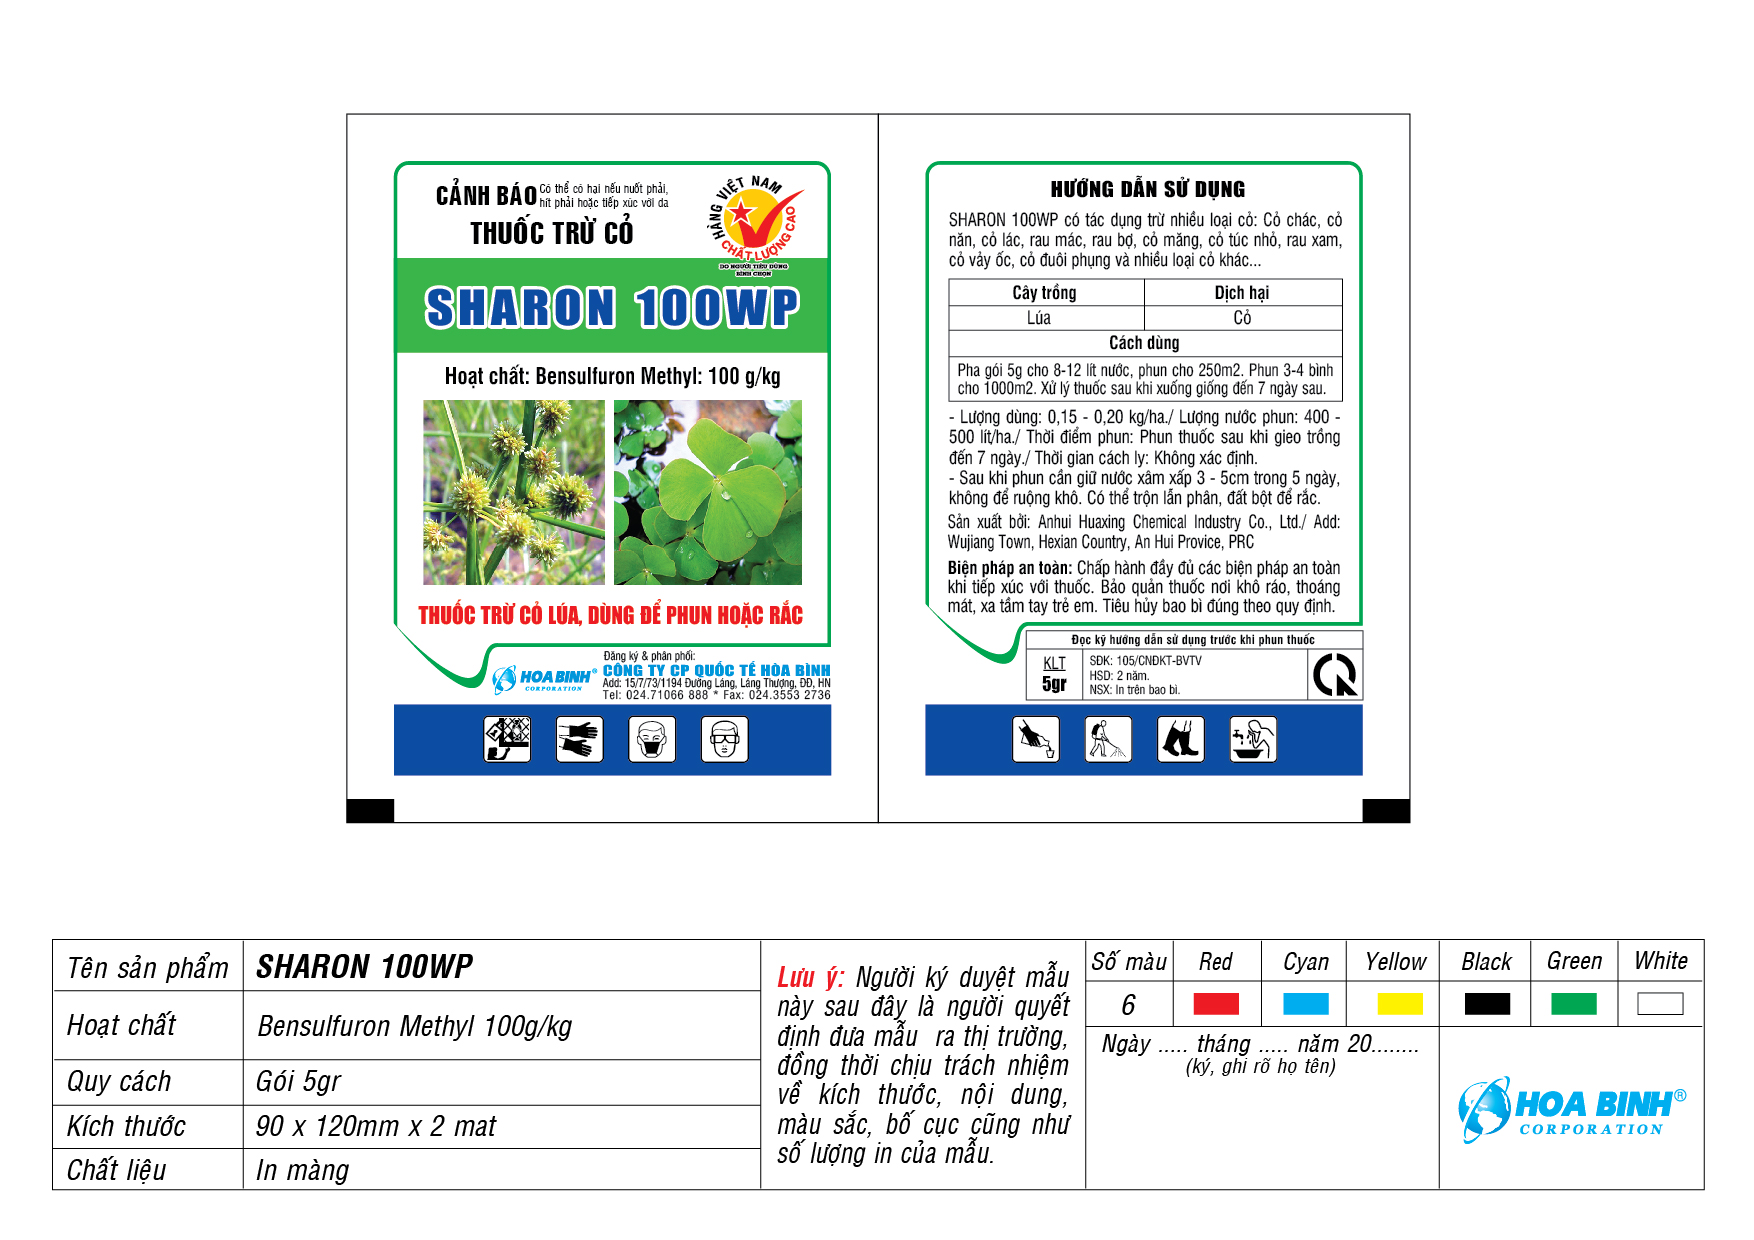 CẢNH BÁO Có thể có hại nếu nuốt phải,
hít phải hoặc tiếp xúc với da
THUỐC TRỪ CỎ
HÀNG VIỆT NAM
CHẤT LƯỢNG CAO
DO NGƯỜI TIÊU DÙNG
BÌNH CHỌN
SHARON 100WP
Hoạt chất: Bensulfuron Methyl: 100 g/kg
THUỐC TRỪ CỎ LÚA, DÙNG ĐỂ PHUN HOẶC RẮC
Đăng ký & phân phối:
HOA BINH®
CORPORATION
CÔNG TY CP QUỐC TẾ HÒA BÌNH
Add: 15/7/73/1194 Đường Láng, Láng Thượng, ĐĐ, HN
Tel: 024.71066 888 * Fax: 024.3553 2736
HƯỚNG DẪN SỬ DỤNG
SHARON 100WP có tác dụng trừ nhiều loại cỏ: Cỏ chác, cỏ
năn, cỏ lác, rau mác, rau bợ, cỏ măng, cỏ túc nhỏ, rau xam,
cỏ vảy ốc, cỏ đuôi phụng và nhiều loại cỏ khác...
Cây trồng Dịch hại
Lúa Cỏ
Cách dùng
Pha gói 5g cho 8-12 lít nước, phun cho 250m2. Phun 3-4 bình
cho 1000m2. Xử lý thuốc sau khi xuống giống đến 7 ngày sau.
- Lượng dùng: 0,15 - 0,20 kg/ha./ Lượng nước phun: 400 -
500 lít/ha./ Thời điểm phun: Phun thuốc sau khi gieo trồng
đến 7 ngày./ Thời gian cách ly: Không xác định.
- Sau khi phun cần giữ nước xâm xấp 3 - 5cm trong 5 ngày,
không để ruộng khô. Có thể trộn lẫn phân, đất bột để rắc.
Sản xuất bởi: Anhui Huaxing Chemical Industry Co., Ltd./ Add:
Wujiang Town, Hexian Country, An Hui Provice, PRC
Biện pháp an toàn: Chấp hành đầy đủ các biện pháp an toàn
khi tiếp xúc với thuốc. Bảo quản thuốc nơi khô ráo, thoáng
mát, xa tầm tay trẻ em. Tiêu hủy bao bì đúng theo quy định.
Đọc kỹ hướng dẫn sử dụng trước khi phun thuốc
KLT
5gr
SĐK: 105/CNĐKT-BVTV
HSD: 2 năm.
NSX: In trên bao bì.
Tên sản phẩm SHARON 100WP
Hoạt chất Bensulfuron Methyl 100g/kg
Quy cách Gói 5gr
Kích thước 90 x 120mm x 2 mat
Chất liệu In màng
Lưu ý: Người ký duyệt mẫu
này sau đây là người quyết
định đưa mẫu ra thị trường,
đồng thời chịu trách nhiệm
về kích thước, nội dung,
màu sắc, bố cục cũng như
số lượng in của mẫu.
Số màu Red Cyan Yellow Black Green White
6
Ngày ..... tháng ..... năm 20........
(ký, ghi rõ họ tên)
HOA BINH®
CORPORATION